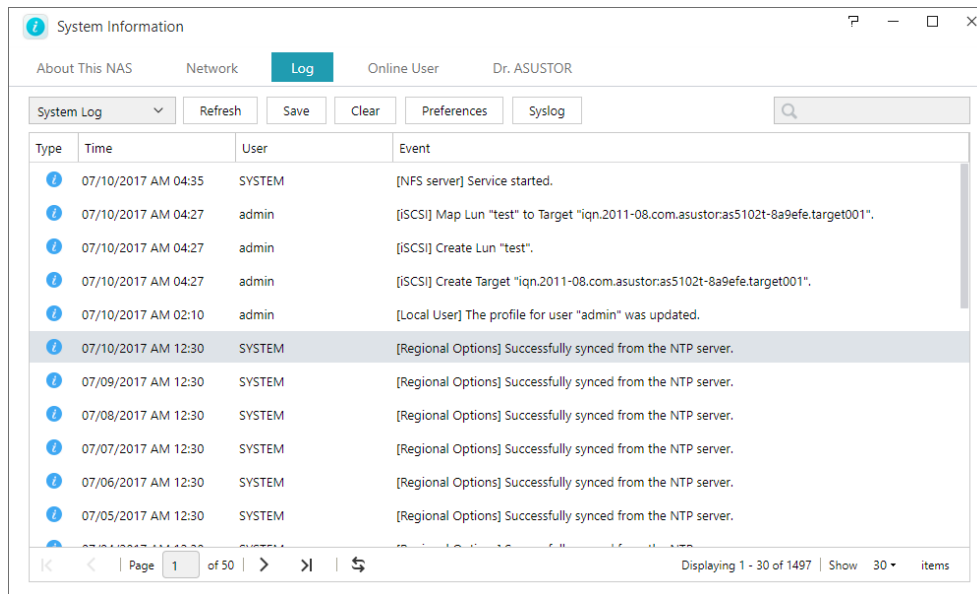 System Information
About This NAS Network Log Online User Dr. ASUSTOR
System Log Refresh Save Clear Preferences Syslog
Type Time User Event
07/10/2017 AM 04:35 SYSTEM [NFS server] Service started.
07/10/2017 AM 04:27 admin [iSCSI] Map Lun "test" to Target "iqn.2011-08.com.asustor:as5102t-8a9efe.target001".
07/10/2017 AM 04:27 admin [iSCSI] Create Lun "test".
07/10/2017 AM 04:27 admin [iSCSI] Create Target "iqn.2011-08.com.asustor:as5102t-8a9efe.target001".
07/10/2017 AM 02:10 admin [Local User] The profile for user "admin" was updated.
07/10/2017 AM 12:30 SYSTEM [Regional Options] Successfully synced from the NTP server.
07/09/2017 AM 12:30 SYSTEM [Regional Options] Successfully synced from the NTP server.
07/08/2017 AM 12:30 SYSTEM [Regional Options] Successfully synced from the NTP server.
07/07/2017 AM 12:30 SYSTEM [Regional Options] Successfully synced from the NTP server.
07/06/2017 AM 12:30 SYSTEM [Regional Options] Successfully synced from the NTP server.
07/05/2017 AM 12:30 SYSTEM [Regional Options] Successfully synced from the NTP server.
Page 1 of 50 Displaying 1 - 30 of 1497 Show 30 items